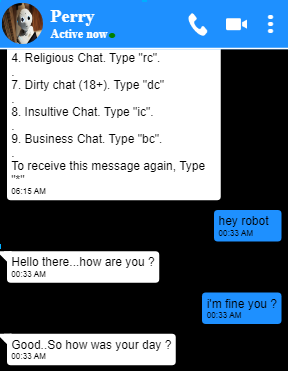 Perry
Active now
4. Religious Chat. Type "rc".
.
7. Dirty chat (18+). Type "dc"
.
8. Insultive Chat. Type "ic".
.
9. Business Chat. Type "bc".
.
To receive this message again, Type
"*"
06:15 AM
hey robot
00:33 AM
Hello there...how are you ?
00:33 AM
i'm fine you ?
00:33 AM
Good..So how was your day ?
00:33 AM